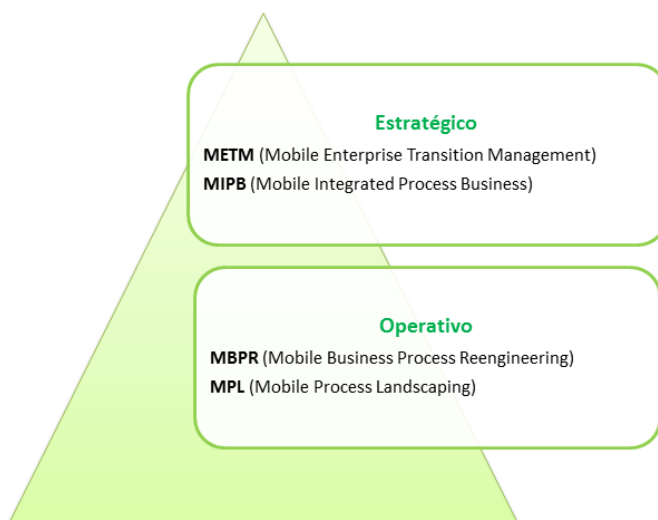 Estratégico
METM (Mobile Enterprise Transition Management)
MIPB (Mobile Integrated Process Business)
Operativo
MBPR (Mobile Business Process Reengineering)
MPL (Mobile Process Landscaping)